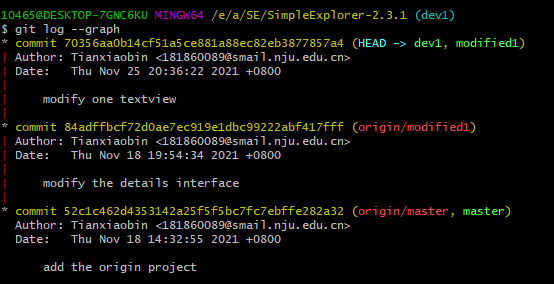 10465@DESKTOP-7GNC6KU MINGW64 /e/a/SE/SimpleExplorer-2.3.1 (dev1)
$ git log --graph
* commit 70356aa0b14cf51a5ce881a88ec82eb3877857a4 (HEAD -> dev1, modified1)
| Author: Tianxiaobin <181860089@smail.nju.edu.cn>
| Date:   Thu Nov 25 20:36:22 2021 +0800
|
|     modify one textview
|
* commit 84adffbcf72d0ae7ec919e1dbc99222abf417fff (origin/modified1)
| Author: Tianxiaobin <181860089@smail.nju.edu.cn>
| Date:   Thu Nov 18 19:54:34 2021 +0800
|
|     modify the details interface
|
* commit 52c1c462d4353142a25f5f5bc7fc7ebffe282a32 (origin/master, master)
  Author: Tianxiaobin <181860089@smail.nju.edu.cn>
  Date:   Thu Nov 18 14:32:55 2021 +0800

      add the origin project